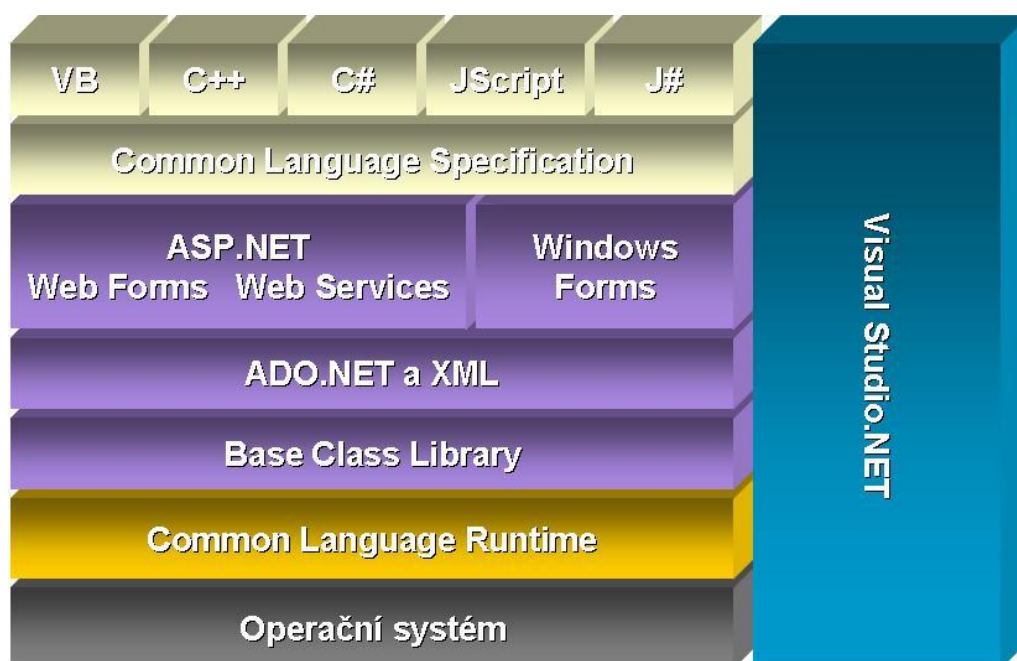 VB
C++
C#
JScript
J#
Common Language Specification
ASP.NET
Web Forms Web Services
Windows
Forms
ADO.NET a XML
Base Class Library
Common Language Runtime
Operační systém
Visual Studio.NET